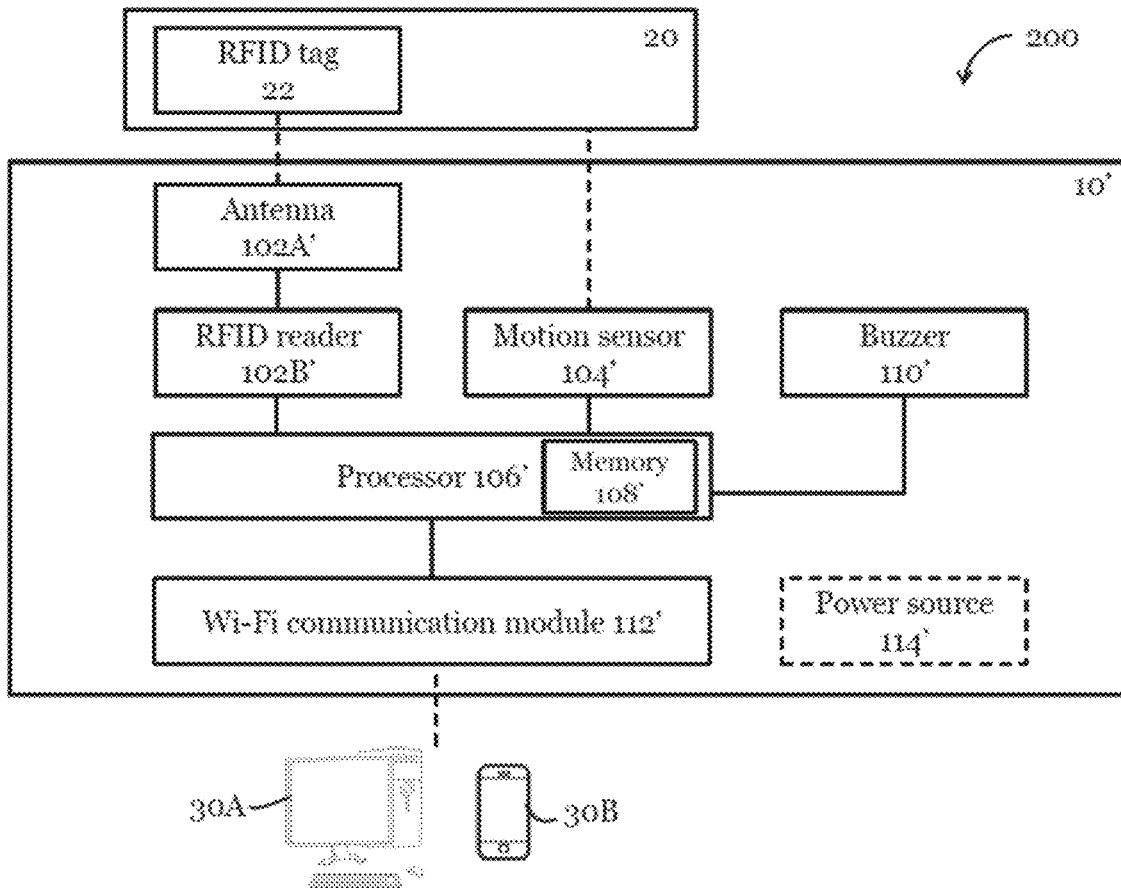 RFID tag
22
20
200
10'
Antenna
102A'
RFID reader
102B'
Motion sensor
104'
Buzzer
110'
Processor 106'
Memory
108'
Wi-Fi communication module 112'
Power source
114'
30A
30B